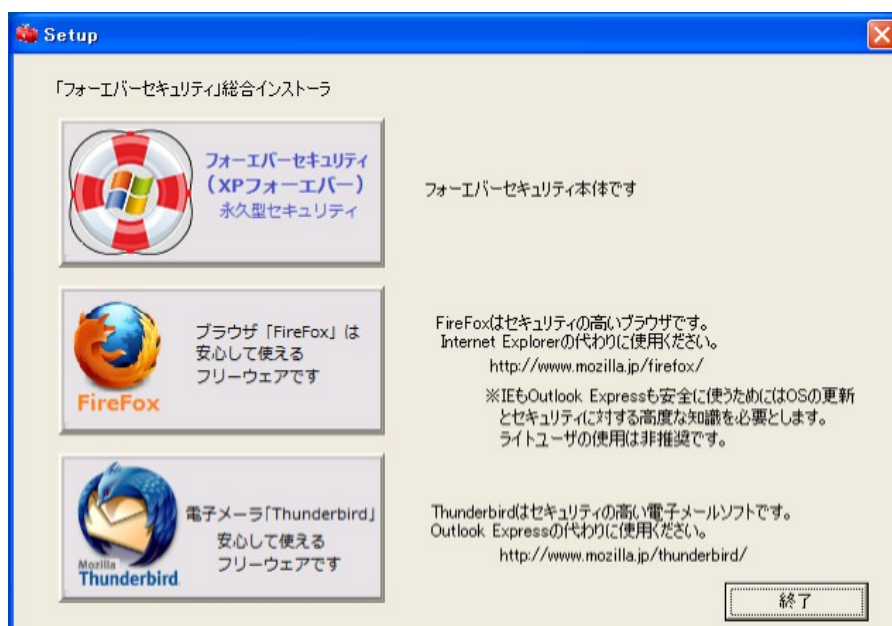 Setup
「フォーエバーセキュリティ」総合インストーラ
フォーエバーセキュリティ
(XPフォーエバー)
永久型セキュリティ
フォーエバーセキュリティ本体です
FireFox
ブラウザ「FireFox」は
安心して使える
フリーウェアです
FireFoxはセキュリティの高いブラウザです。
Internet Explorerの代わりに使用ください。
http://www.mozilla.jp/firefox/
※IEもOutlook Expressも安全に使うためにはOSの更新
とセキュリティに対する高度な知識を必要とします。
ライトユーザの使用は非推奨です。
Mozilla
Thunderbird
電子メーラ「Thunderbird」
安心して使える
フリーウェアです
Thunderbirdはセキュリティの高い電子メールソフトです。
Outlook Expressの代わりに使用ください。
http://www.mozilla.jp/thunderbird/
終了